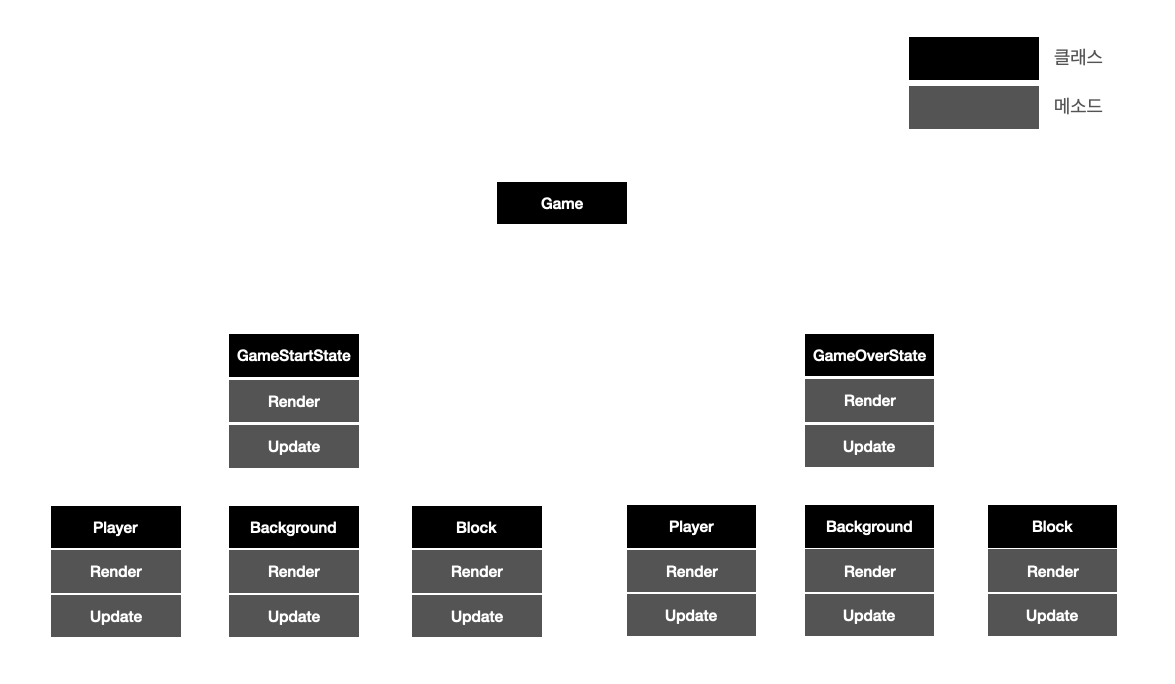 클래스
메소드
Game
GameStartState
Render
Update
GameOverState
Render
Update
Player
Render
Update
Background
Render
Update
Block
Render
Update
Player
Render
Update
Background
Render
Update
Block
Render
Update